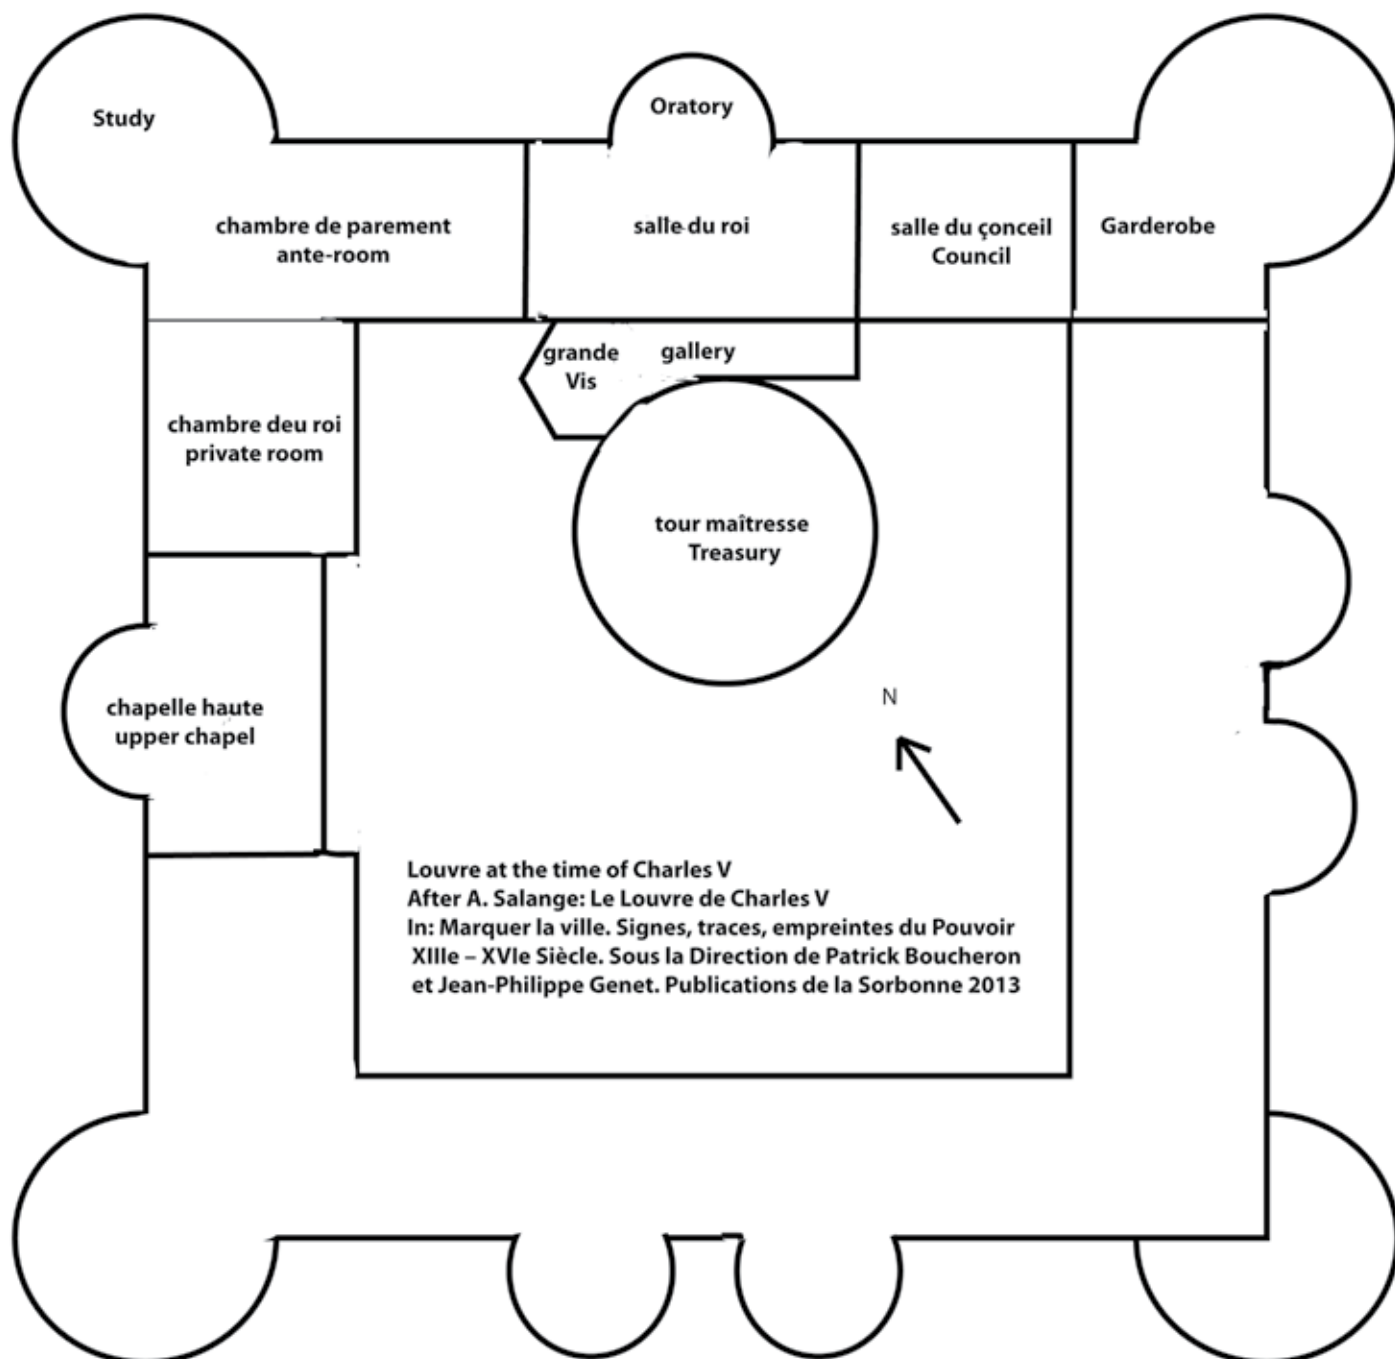 Study
Oratory
chambre de parement
ante-room
salle du roi
salle du çonceil
Council
Garderobe
grande
Vis
gallery
chambre deu roi
private room
tour maîtresse
Treasury
chapelle haute
upper chapel
N
Louvre at the time of Charles V
After A. Salange: Le Louvre de Charles V
In: Marquer la ville. Signes, traces, empreintes du Pouvoir
XIIIe – XVIe Siècle. Sous la Direction de Patrick Boucheron
et Jean-Philippe Genet. Publications de la Sorbonne 2013